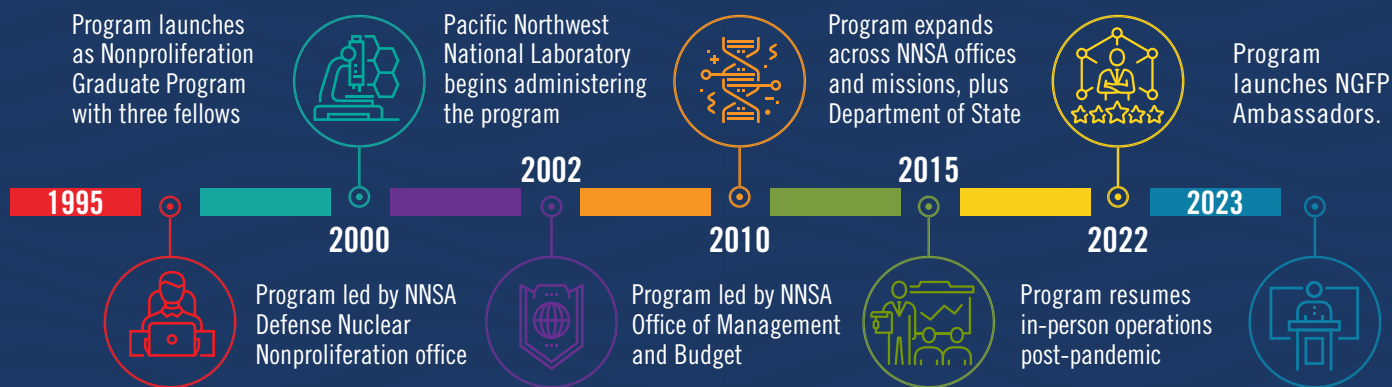 Program launches
as Nonproliferation
Graduate Program
with three fellows
1995
2000
Program led by NNSA
Defense Nuclear
Nonproliferation office
Pacific Northwest
National Laboratory
begins administering
the program
2002
2010
Program led by NNSA
Office of Management
and Budget
Program expands
across NNSA offices
and missions, plus
Department of State
2015
2022
Program resumes
in-person operations
post-pandemic
Program
launches NGFP
Ambassadors.
2023